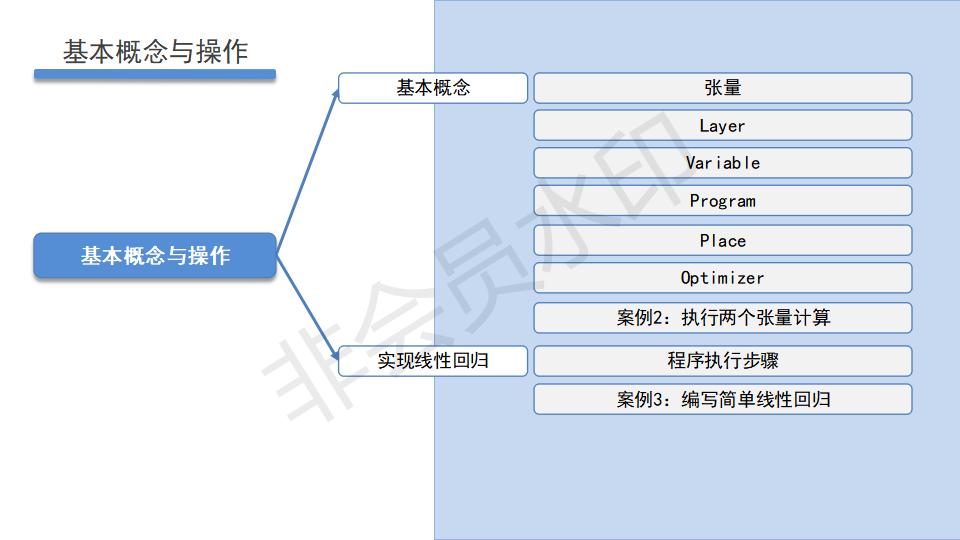 基本概念与操作
基本概念
张量
Layer
Variable
Program
Place
基本概念与操作
Optimizer
案例2：执行两个张量计算
实现线性回归
程序执行步骤
案例3：编写简单线性回归
非会员水印